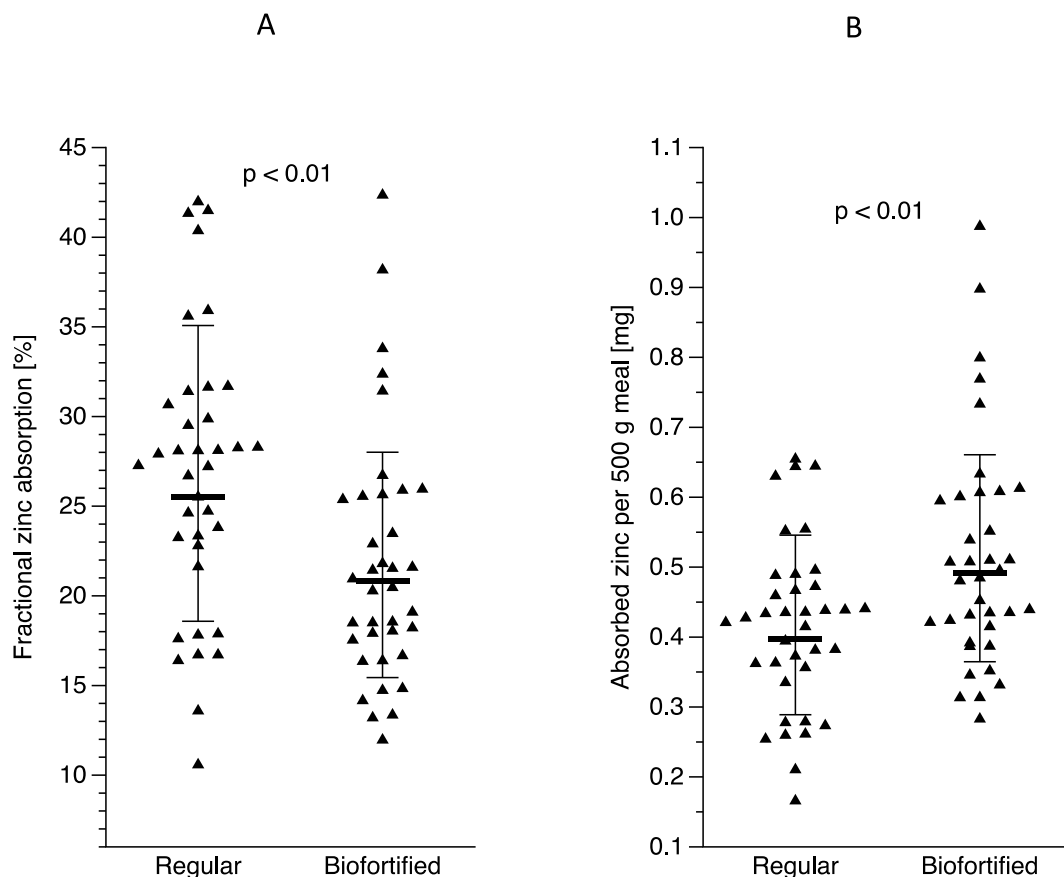 A
B
45
40
35
30
25
20
15
10
Fractional zinc absorption [%]
p < 0.01
Regular
Biofortified
1.1
1.0
0.9
0.8
0.7
0.6
0.5
0.4
0.3
0.2
0.1
Absorbed zinc per 500 g meal [mg]
p < 0.01
Regular
Biofortified